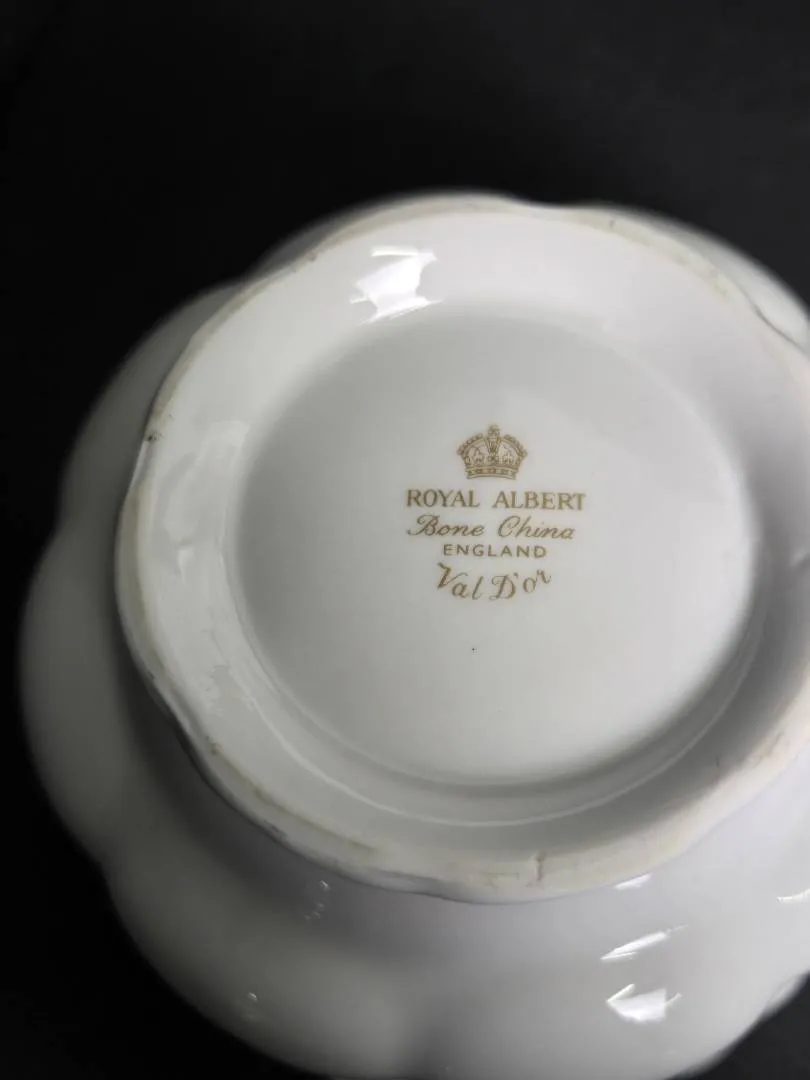 ROYAL ALBERT
Bone China
ENGLAND
Val D'or